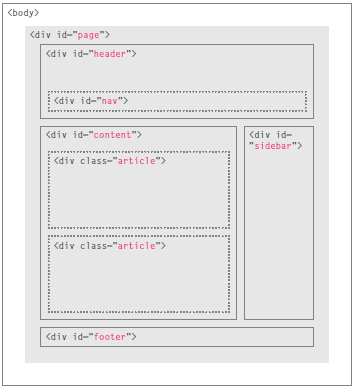 <body>
<div id="page">
<div id="header">
<div id="nav">
<div id="content">
<div id=
"sidebar">
<div class="article">
<div class="article">
<div id="footer">